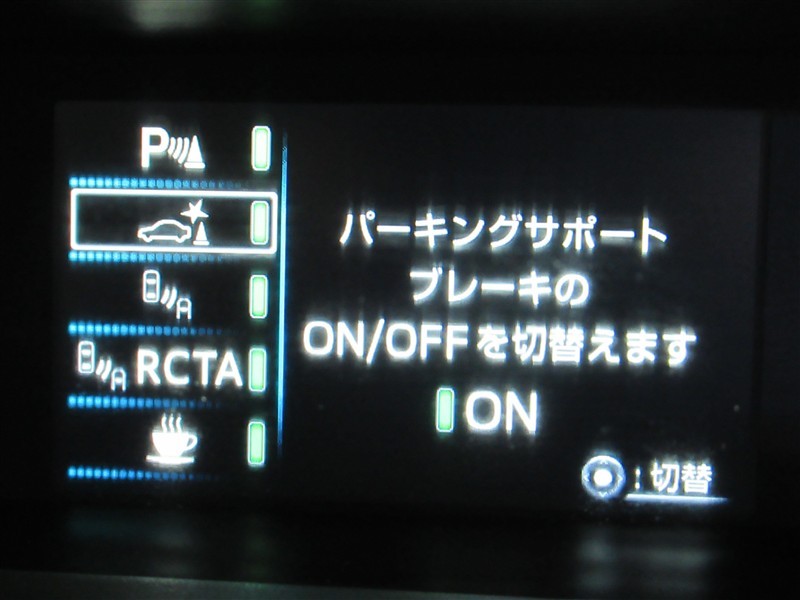 P
RCTA
パーキングサポート
ブレーキの
ON/OFFを切替えます
ON
:切替